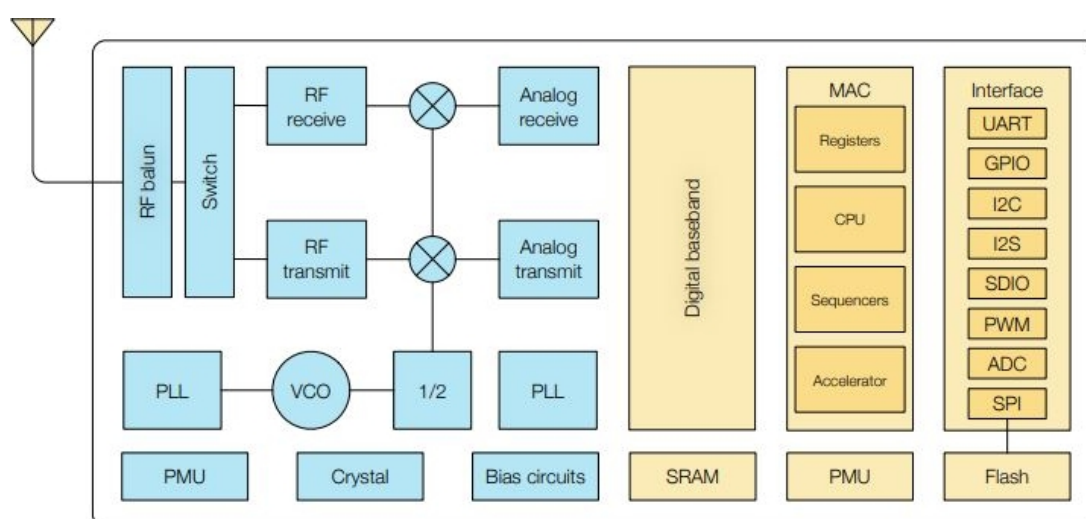 RF balun
Switch
RF
receive
Analog
receive
RF
transmit
Analog
transmit
PLL
VCO
1/2
PLL
PMU
Crystal
Bias circuits
Digital baseband
SRAM
MAC
Registers
CPU
Sequencers
Accelerator
PMU
Interface
UART
GPIO
I2C
I2S
SDIO
PWM
ADC
SPI
Flash